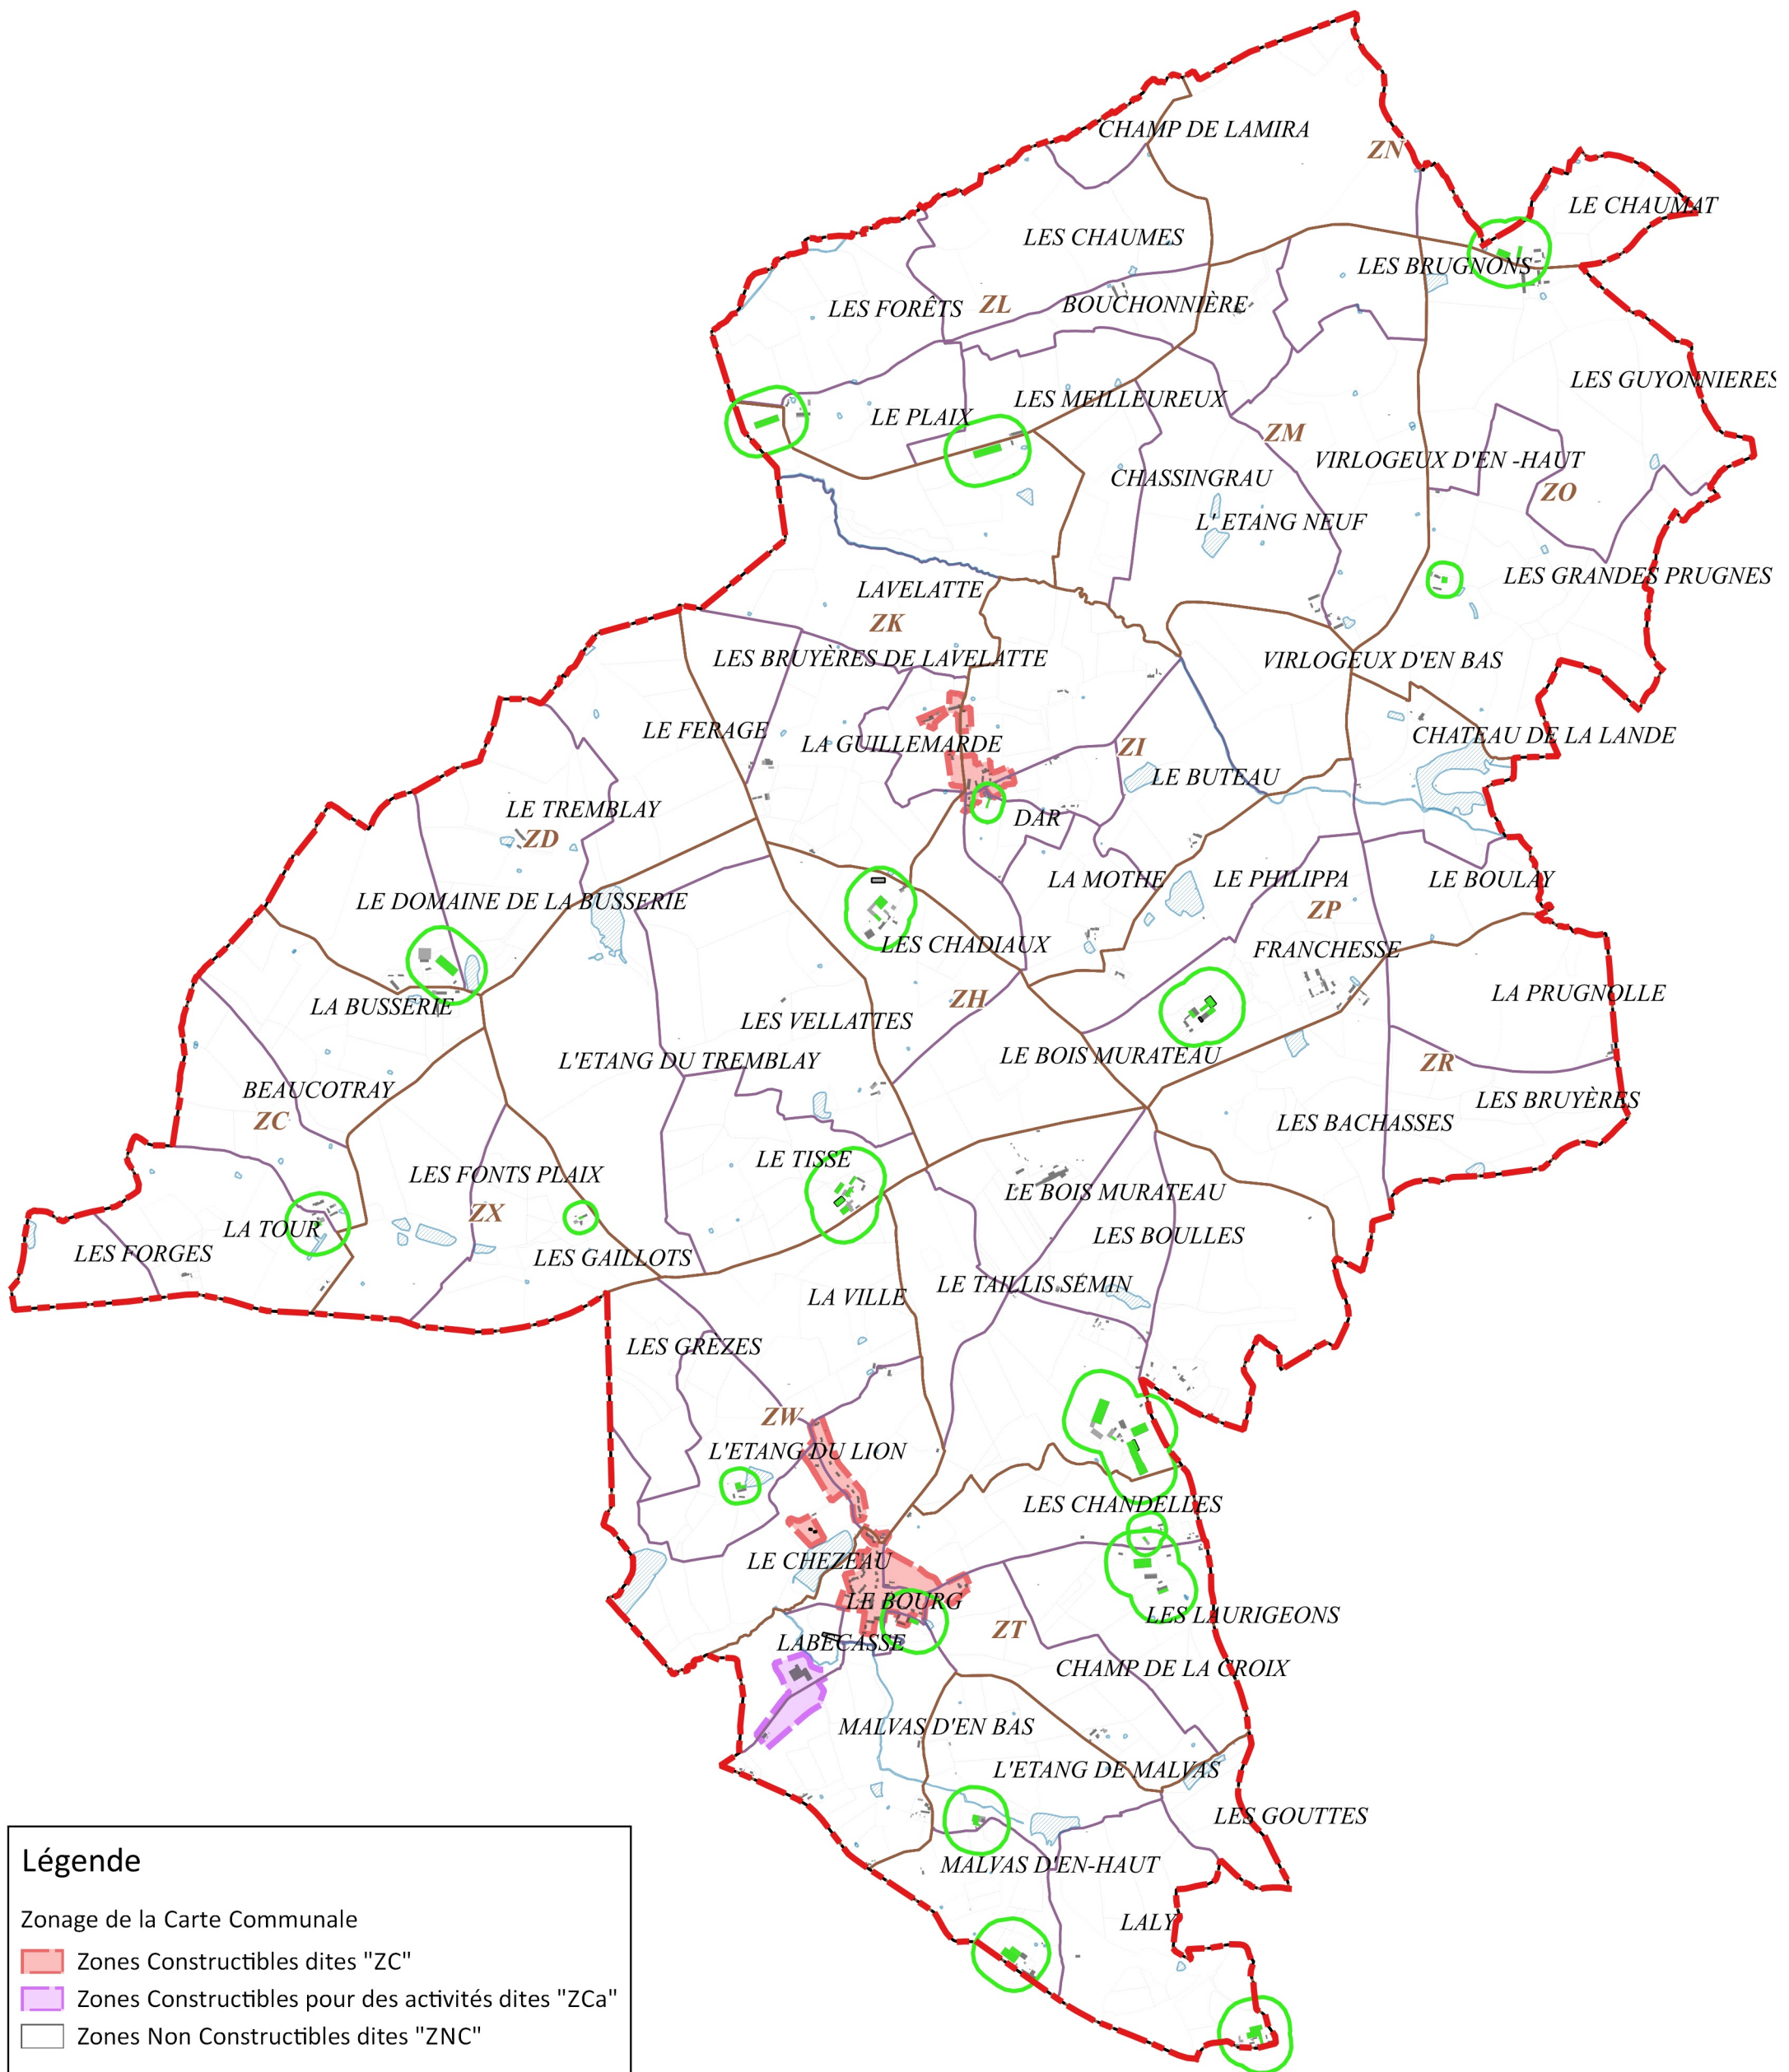 CHAMP DE LAMIRA
ZN
LE CHAUMAT
LES CHAUMES
LES BRUGNONS
LES FORÊTS
ZL
BOUCHONNIÈRE
LES GUYONNIERES
LES MEILLEUREUX
LE PLAIX
ZM
VIRLOGEUX D'EN -HAUT
CHASSINGRAU
ZO
L' ETANG NEUF
LES GRANDES PRUGNES
LAVELATTE
ZK
LES BRUYÈRES DE LAVELATTE
VIRLOGEUX D'EN BAS
LE FERAGE
LA GUILLEMARDE
ZI
CHATEAU DE LA LANDE
LE BUTEAU
LE TREMBLAY
DAR
ZD
LA MOTHE
LE PHILIPPA
LE BOULAY
LE DOMAINE DE LA BUSSERIE
ZP
LES CHADIAUX
FRANCHESSE
LA PRUGNOLLE
ZH
LA BUSSERIE
LES VELLATTES
L'ETANG DU TREMBLAY
LE BOIS MURATEAU
ZR
BEAUCOTRAY
LES BRUYÈRES
ZC
LES BACHASSES
LE TISSE
LES FONTS PLAIX
LE BOIS MURATEAU
ZX
LA TOUR
LES BOULLES
LES FORGES
LES GAILLOTS
LE TAILLIS SÉMIN
LA VILLE
LES GRÈZES
ZW
L'ETANG DU LION
LES CHANDELLES
LE CHEZEAU
LE BOURG
LES LAURIGEONS
ZT
LABECASSE
CHAMP DE LA CROIX
MALVAS D'EN BAS
L'ETANG DE MALVAS
LES GOUTTES
MALVAS D'EN-HAUT
LALY
Légende
Zonage de la Carte Communale
Zones Constructibles dites "ZC"
Zones Constructibles pour des activités dites "ZCa"
Zones Non Constructibles dites "ZNC"